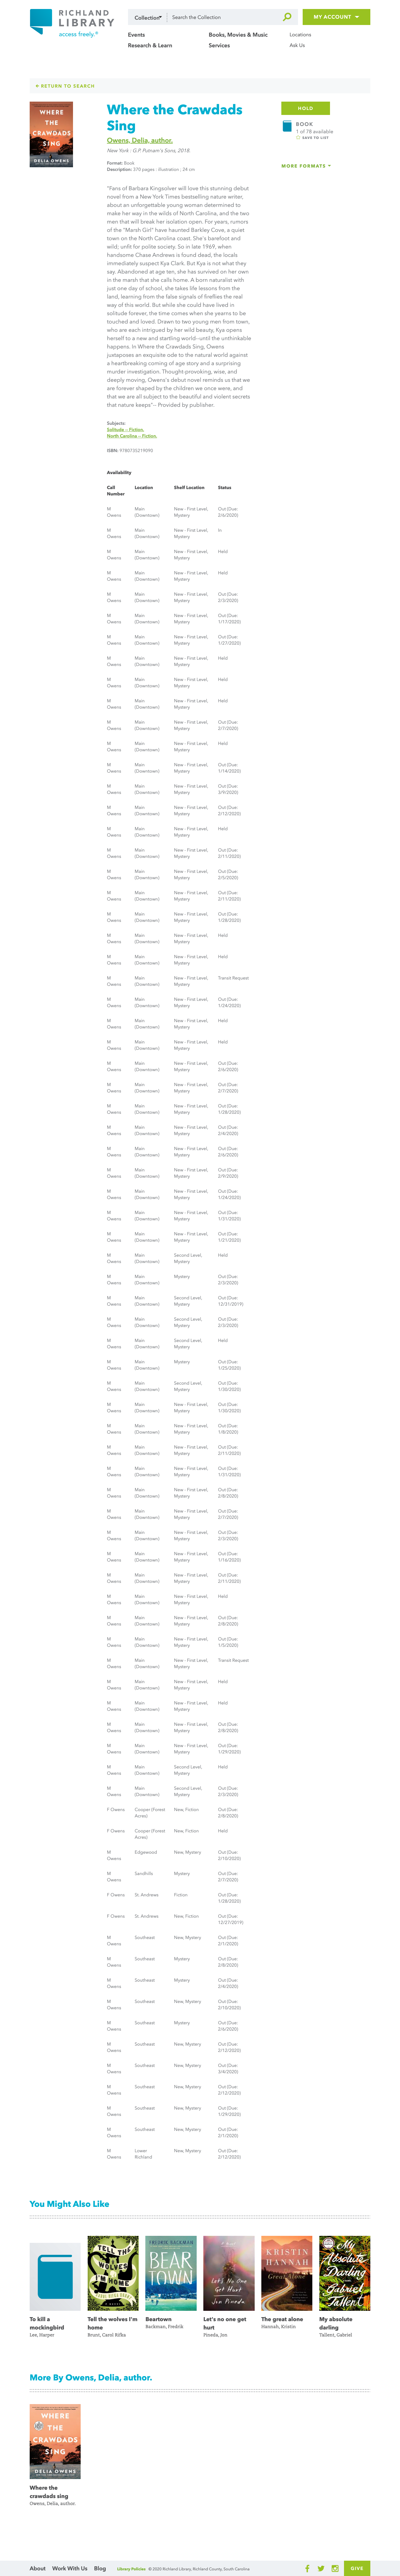 RICHLAND
LIBRARY
access freely.®
Collection
Search the Collection
MY ACCOUNT
Events
Books, Movies & Music
Locations
Research & Learn
Services
Ask Us
RETURN TO SEARCH
WHERE
THE
CRAWDADS
SING
DELIA OWENS
Where the Crawdads
Sing
Owens, Delia, author.
New York : G.P. Putnam's Sons, 2018.
Format: Book
Description: 370 pages : illustration ; 24 cm
HOLD
BOOK
1 of 78 available
SAVE TO LIST
MORE FORMATS
"Fans of Barbara Kingsolver will love this stunning debut
novel from a New York Times bestselling nature writer,
about an unforgettable young woman determined to
make her way in the wilds of North Carolina, and the two
men that will break her isolation open. For years, rumors
of the "Marsh Girl" have haunted Barkley Cove, a quiet
town on the North Carolina coast. She's barefoot and
wild; unfit for polite society. So in late 1969, when
handsome Chase Andrews is found dead, the locals
immediately suspect Kya Clark. But Kya is not what they
say. Abandoned at age ten, she has survived on her own
in the marsh that she calls home. A born naturalist with
just one day of school, she takes life lessons from the
land, learning from the false signals of fireflies the real
way of this world. But while she could have lived in
solitude forever, the time comes when she yearns to be
touched and loved. Drawn to two young men from town,
who are each intrigued by her wild beauty, Kya opens
herself to a new and startling world--until the unthinkable
happens. In Where the Crawdads Sing, Owens
juxtaposes an exquisite ode to the natural world against
a heartbreaking coming of age story and a surprising
murder investigation. Thought-provoking, wise, and
deeply moving, Owens's debut novel reminds us that we
are forever shaped by the children we once were, and
that we are all subject to the beautiful and violent secrets
that nature keeps"-- Provided by publisher.
Subjects:
Solitude -- Fiction.
North Carolina -- Fiction.
ISBN: 9780735219090
Availability
Call Location Shelf Location Status
Number
M Main New - First Level, Out (Due:
Owens (Downtown) Mystery 2/6/2020)
M Main New - First Level, In
Owens (Downtown) Mystery
M Main New - First Level, Held
Owens (Downtown) Mystery
M Main New - First Level, Held
Owens (Downtown) Mystery
M Main New - First Level, Out (Due:
Owens (Downtown) Mystery 2/3/2020)
M Main New - First Level, Out (Due:
Owens (Downtown) Mystery 1/17/2020)
M Main New - First Level, Out (Due:
Owens (Downtown) Mystery 1/27/2020)
M Main New - First Level, Held
Owens (Downtown) Mystery
M Main New - First Level, Held
Owens (Downtown) Mystery
M Main New - First Level, Held
Owens (Downtown) Mystery
M Main New - First Level, Out (Due:
Owens (Downtown) Mystery 2/7/2020)
M Main New - First Level, Held
Owens (Downtown) Mystery
M Main New - First Level, Out (Due:
Owens (Downtown) Mystery 1/14/2020)
M Main New - First Level, Out (Due:
Owens (Downtown) Mystery 3/9/2020)
M Main New - First Level, Out (Due:
Owens (Downtown) Mystery 2/12/2020)
M Main New - First Level, Held
Owens (Downtown) Mystery
M Main New - First Level, Out (Due:
Owens (Downtown) Mystery 2/11/2020)
M Main New - First Level, Out (Due:
Owens (Downtown) Mystery 2/5/2020)
M Main New - First Level, Out (Due:
Owens (Downtown) Mystery 2/11/2020)
M Main New - First Level, Out (Due:
Owens (Downtown) Mystery 1/28/2020)
M Main New - First Level, Held
Owens (Downtown) Mystery
M Main New - First Level, Held
Owens (Downtown) Mystery
M Main New - First Level, Transit Request
Owens (Downtown) Mystery
M Main New - First Level, Out (Due:
Owens (Downtown) Mystery 1/24/2020)
M Main New - First Level, Held
Owens (Downtown) Mystery
M Main New - First Level, Held
Owens (Downtown) Mystery
M Main New - First Level, Out (Due:
Owens (Downtown) Mystery 2/6/2020)
M Main New - First Level, Out (Due:
Owens (Downtown) Mystery 2/7/2020)
M Main New - First Level, Out (Due:
Owens (Downtown) Mystery 1/28/2020)
M Main New - First Level, Out (Due:
Owens (Downtown) Mystery 2/4/2020)
M Main New - First Level, Out (Due:
Owens (Downtown) Mystery 2/6/2020)
M Main New - First Level, Out (Due:
Owens (Downtown) Mystery 2/9/2020)
M Main New - First Level, Out (Due:
Owens (Downtown) Mystery 1/24/2020)
M Main New - First Level, Out (Due:
Owens (Downtown) Mystery 1/31/2020)
M Main New - First Level, Out (Due:
Owens (Downtown) Mystery 1/21/2020)
M Main Second Level, Held
Owens (Downtown) Mystery
M Main Mystery Out (Due:
Owens (Downtown) 2/3/2020)
M Main Second Level, Out (Due:
Owens (Downtown) Mystery 12/31/2019)
M Main Second Level, Out (Due:
Owens (Downtown) Mystery 2/3/2020)
M Main Second Level, Held
Owens (Downtown) Mystery
M Main Mystery Out (Due:
Owens (Downtown) 1/25/2020)
M Main Second Level, Out (Due:
Owens (Downtown) Mystery 1/30/2020)
M Main New - First Level, Out (Due:
Owens (Downtown) Mystery 1/30/2020)
M Main New - First Level, Out (Due:
Owens (Downtown) Mystery 1/8/2020)
M Main New - First Level, Out (Due:
Owens (Downtown) Mystery 2/11/2020)
M Main New - First Level, Out (Due:
Owens (Downtown) Mystery 1/31/2020)
M Main New - First Level, Out (Due:
Owens (Downtown) Mystery 2/8/2020)
M Main New - First Level, Out (Due:
Owens (Downtown) Mystery 2/7/2020)
M Main New - First Level, Out (Due:
Owens (Downtown) Mystery 2/3/2020)
M Main New - First Level, Out (Due:
Owens (Downtown) Mystery 1/16/2020)
M Main New - First Level, Out (Due:
Owens (Downtown) Mystery 2/11/2020)
M Main New - First Level, Held
Owens (Downtown) Mystery
M Main New - First Level, Out (Due:
Owens (Downtown) Mystery 2/8/2020)
M Main New - First Level, Out (Due:
Owens (Downtown) Mystery 1/5/2020)
M Main New - First Level, Transit Request
Owens (Downtown) Mystery
M Main New - First Level, Held
Owens (Downtown) Mystery
M Main New - First Level, Held
Owens (Downtown) Mystery
M Main New - First Level, Out (Due:
Owens (Downtown) Mystery 2/8/2020)
M Main New - First Level, Out (Due:
Owens (Downtown) Mystery 1/29/2020)
M Main Second Level, Held
Owens (Downtown) Mystery
M Main Second Level, Out (Due:
Owens (Downtown) Mystery 2/3/2020)
F Owens Cooper (Forest New, Fiction Out (Due:
Acres) 2/8/2020)
F Owens Cooper (Forest New, Fiction Held
Acres)
M Edgewood New, Mystery Out (Due:
Owens 2/10/2020)
M Sandhills Mystery Out (Due:
Owens 2/7/2020)
F Owens St. Andrews Fiction Out (Due:
1/28/2020)
F Owens St. Andrews New, Fiction Out (Due:
12/27/2019)
M Southeast New, Mystery Out (Due:
Owens 2/1/2020)
M Southeast Mystery Out (Due:
Owens 2/8/2020)
M Southeast Mystery Out (Due:
Owens 2/4/2020)
M Southeast New, Mystery Out (Due:
Owens 2/10/2020)
M Southeast Mystery Out (Due:
Owens 2/6/2020)
M Southeast New, Mystery Out (Due:
Owens 2/12/2020)
M Southeast New, Mystery Out (Due:
Owens 3/4/2020)
M Southeast New, Mystery Out (Due:
Owens 2/12/2020)
M Southeast New, Mystery Out (Due:
Owens 1/29/2020)
M Southeast New, Mystery Out (Due:
Owens 2/1/2020)
M Lower New, Mystery Out (Due:
Owens Richland 2/12/2020)
You Might Also Like
TELL THE WOLVES I'M HOME
FREDRIK BACKMAN
BEARTOWN
Let's No One Get Hurt
Jon Pineda
KRISTIN HANNAH
The Great Alone
My Absolute Darling
Gabriel Tallent
To kill a
mockingbird
Lee, Harper
Tell the wolves I'm
home
Brunt, Carol Rifka
Beartown
Backman, Fredrik
Let's no one get
hurt
Pineda, Jon
The great alone
Hannah, Kristin
My absolute
darling
Tallent, Gabriel
More By Owens, Delia, author.
WHERE
THE
CRAWDADS
SING
DELIA OWENS
Where the
crawdads sing
Owens, Delia, author.
About Work With Us Blog Library Policies © 2020 Richland Library, Richland County, South Carolina
GIVE